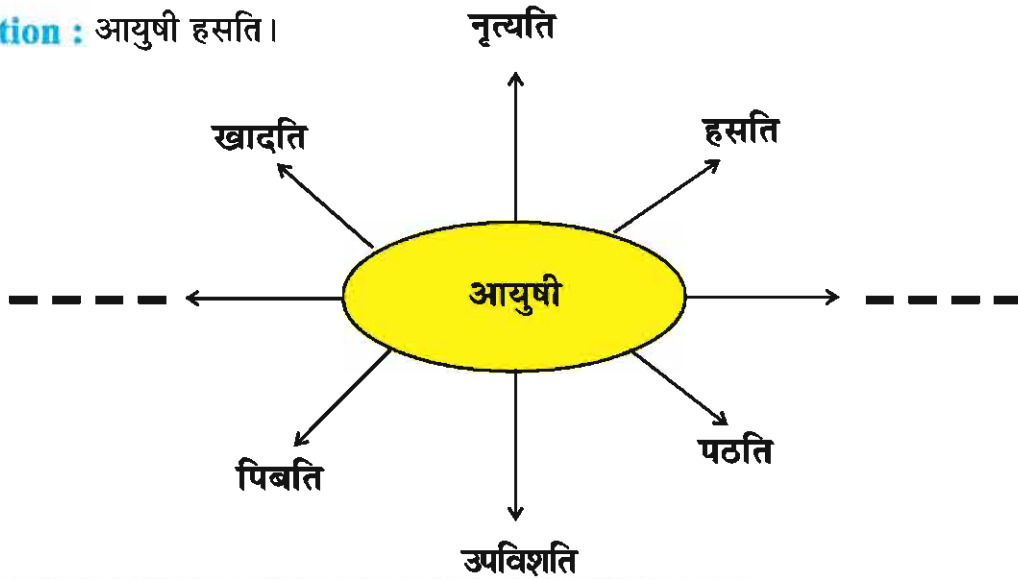 tion : आयुषी हसति।
नृत्यति
खादति
हसति
आयुषी
पिबति
पठति
उपविशति